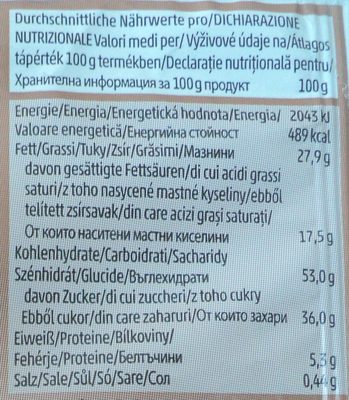 Durchschnittliche Nährwerte pro/DICHIARAZIONE
NUTRIZIONALE Valori medi per/ Výživové údaje na/Átlagos
tápérték 100 g termékben/Declarație nutrițională pentru/
Хранителна информация за 100 g продукт 100 g
Energie/Energia/Energetická hodnota/Energia/ 2043 kJ
Valoare energetică/Енергийна стойност 489 kcal
Fett/Grassi/Tuky/Zsír/Grăsimi/Мазнини 27,9 g
davon gesättigte Fettsäuren/di cui acidi grassi
saturi/z toho nasycené mastné kyseliny/ebből
telített zsírsavak/din care acizi grași saturați/
От които наситени мастни киселини 17,5 g
Kohlenhydrate/Carboidrati/Sacharidy
Szénhidrát/Glucide/Въглехидрати 53,0 g
davon Zucker/di cui zuccheri/z toho cukry
Ebből cukor/din care zaharuri/От които захари 36,0 g
Eiweiß/Proteine/Bílkoviny/
Fehérje/Proteine/Белтъчини 5,3 g
Salz/Sale/Sůl/Só/Sare/Сол 0,44 g